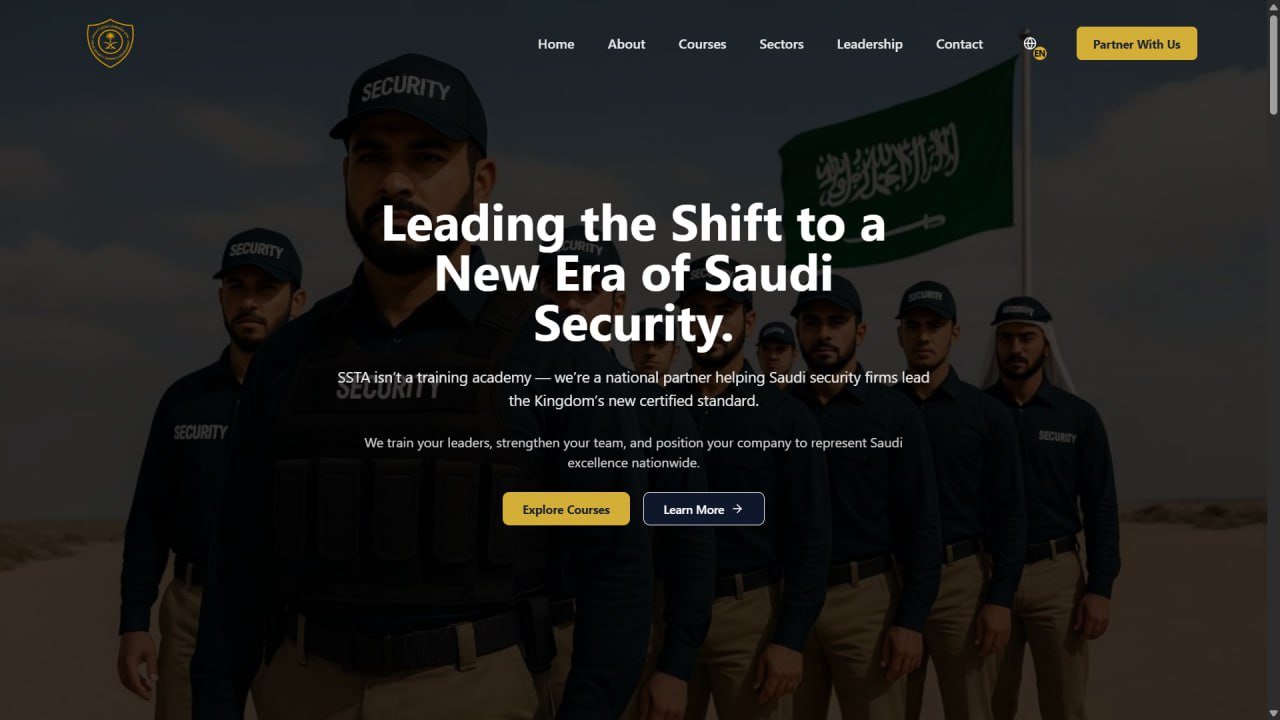 Home About Courses Sectors Leadership Contact EN Partner With Us
SECURITY
SECURITY
SECURITY
SECURITY
SECURITY
Leading the Shift to a
New Era of Saudi
Security.
SSTA isn't a training academy — we're a national partner helping Saudi security firms lead
the Kingdom's new certified standard.
SECURITY
SECURITY
SECURITY
We train your leaders, strengthen your team, and position your company to represent Saudi
excellence nationwide.
Explore Courses Learn More